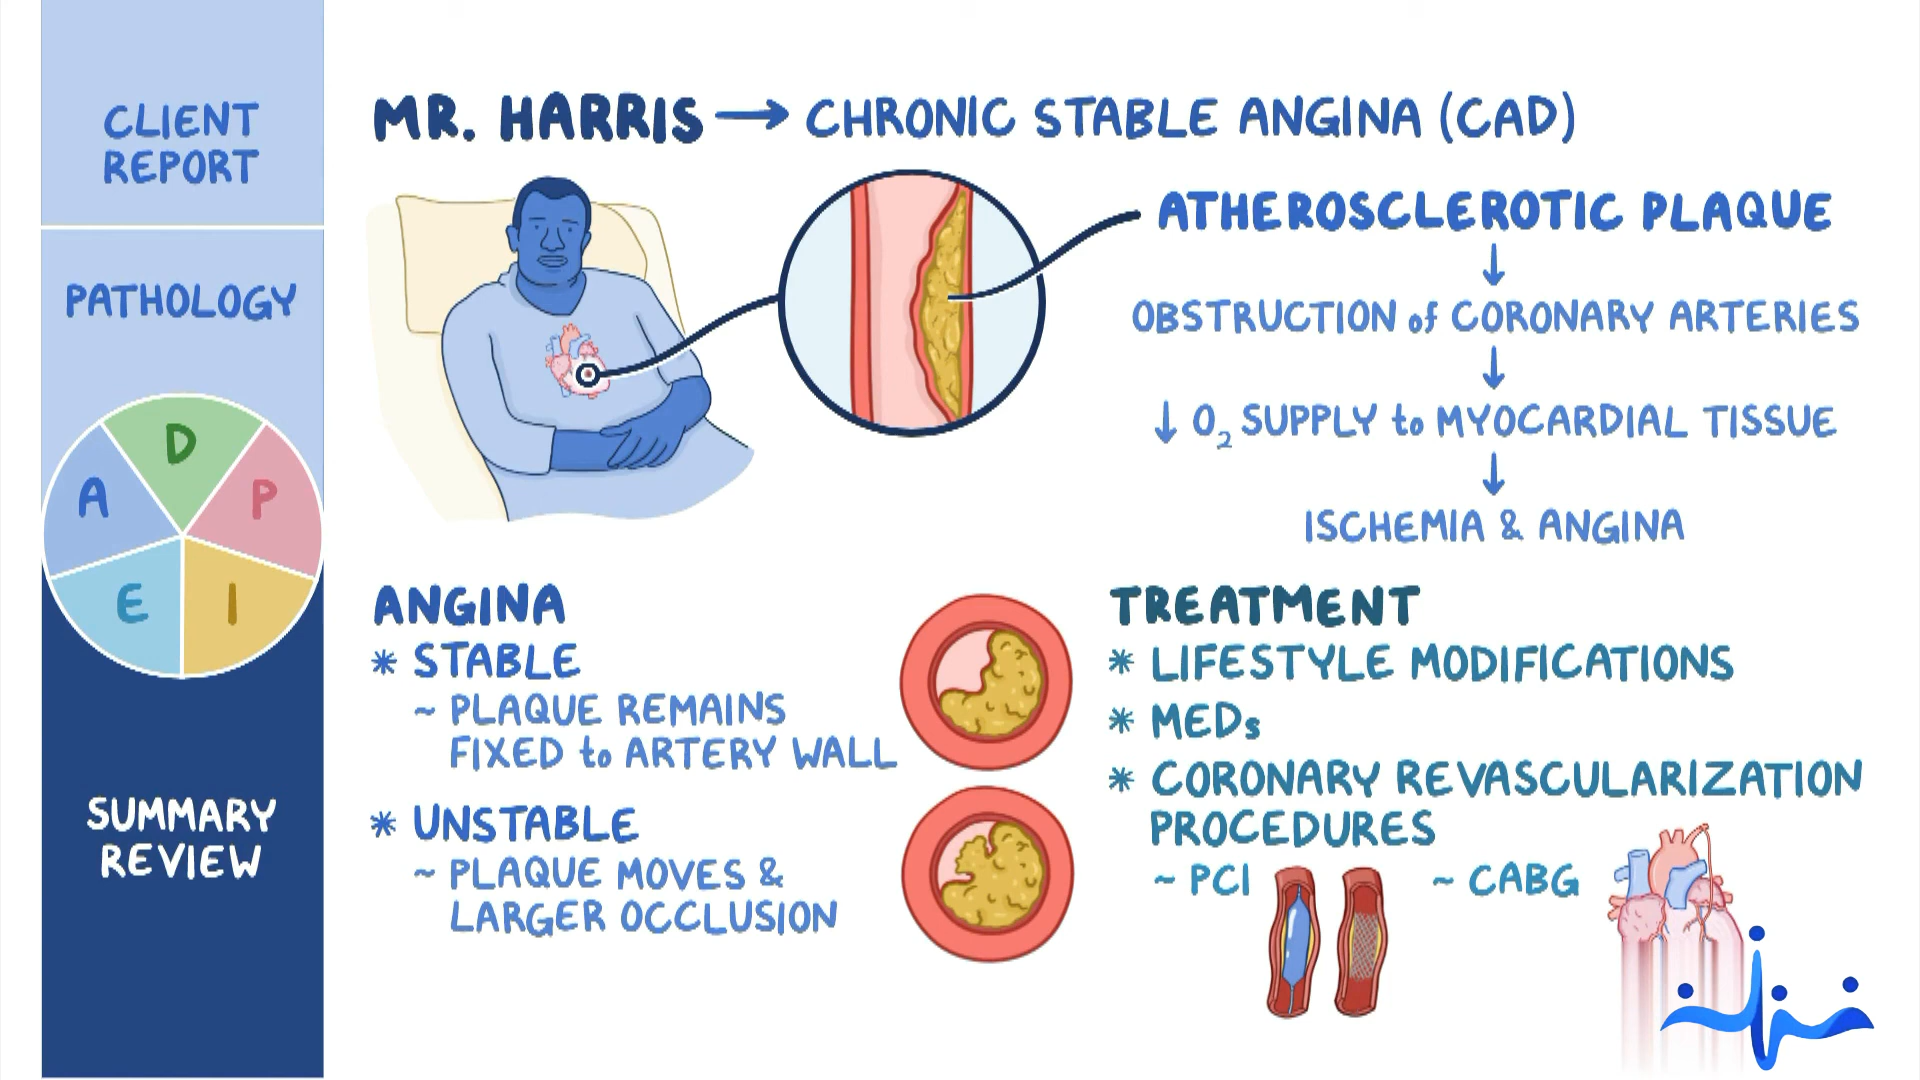 CLIENT
REPORT
PATHOLOGY
A
D
P
E
I
SUMMARY
REVIEW
MR. HARRIS → CHRONIC STABLE ANGINA (CAD)
ATHEROSCLEROTIC PLAQUE
↓
OBSTRUCTION of CORONARY ARTERIES
↓
↓ O₂ SUPPLY to MYOCARDIAL TISSUE
↓
ISCHEMIA & ANGINA
ANGINA
* STABLE
~ PLAQUE REMAINS
FIXED to ARTERY WALL
* UNSTABLE
~ PLAQUE MOVES &
LARGER OCCLUSION
TREATMENT
* LIFESTYLE MODIFICATIONS
* MEDs
* CORONARY REVASCULARIZATION
PROCEDURES
~ PCI ~ CABG